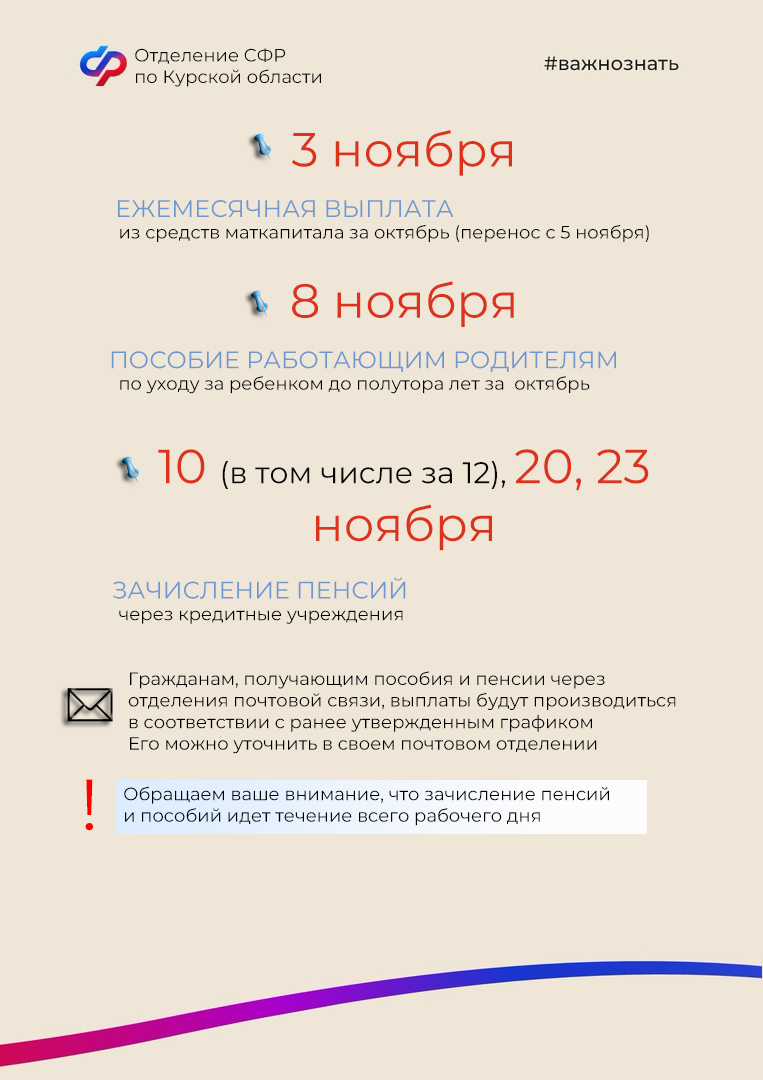 Отделение СФР
по Курской области
#важнознать
3 ноября
ЕЖЕМЕСЯЧНАЯ ВЫПЛАТА
из средств маткапитала за октябрь (перенос с 5 ноября)
8 ноября
ПОСОБИЕ РАБОТАЮЩИМ РОДИТЕЛЯМ
по уходу за ребенком до полутора лет за октябрь
10 (в том числе за 12), 20, 23
ноября
ЗАЧИСЛЕНИЕ ПЕНСИЙ
через кредитные учреждения
Гражданам, получающим пособия и пенсии через
отделения почтовой связи, выплаты будут производиться
в соответствии с ранее утвержденным графиком
Его можно уточнить в своем почтовом отделении
! Обращаем ваше внимание, что зачисление пенсий
и пособий идет течение всего рабочего дня